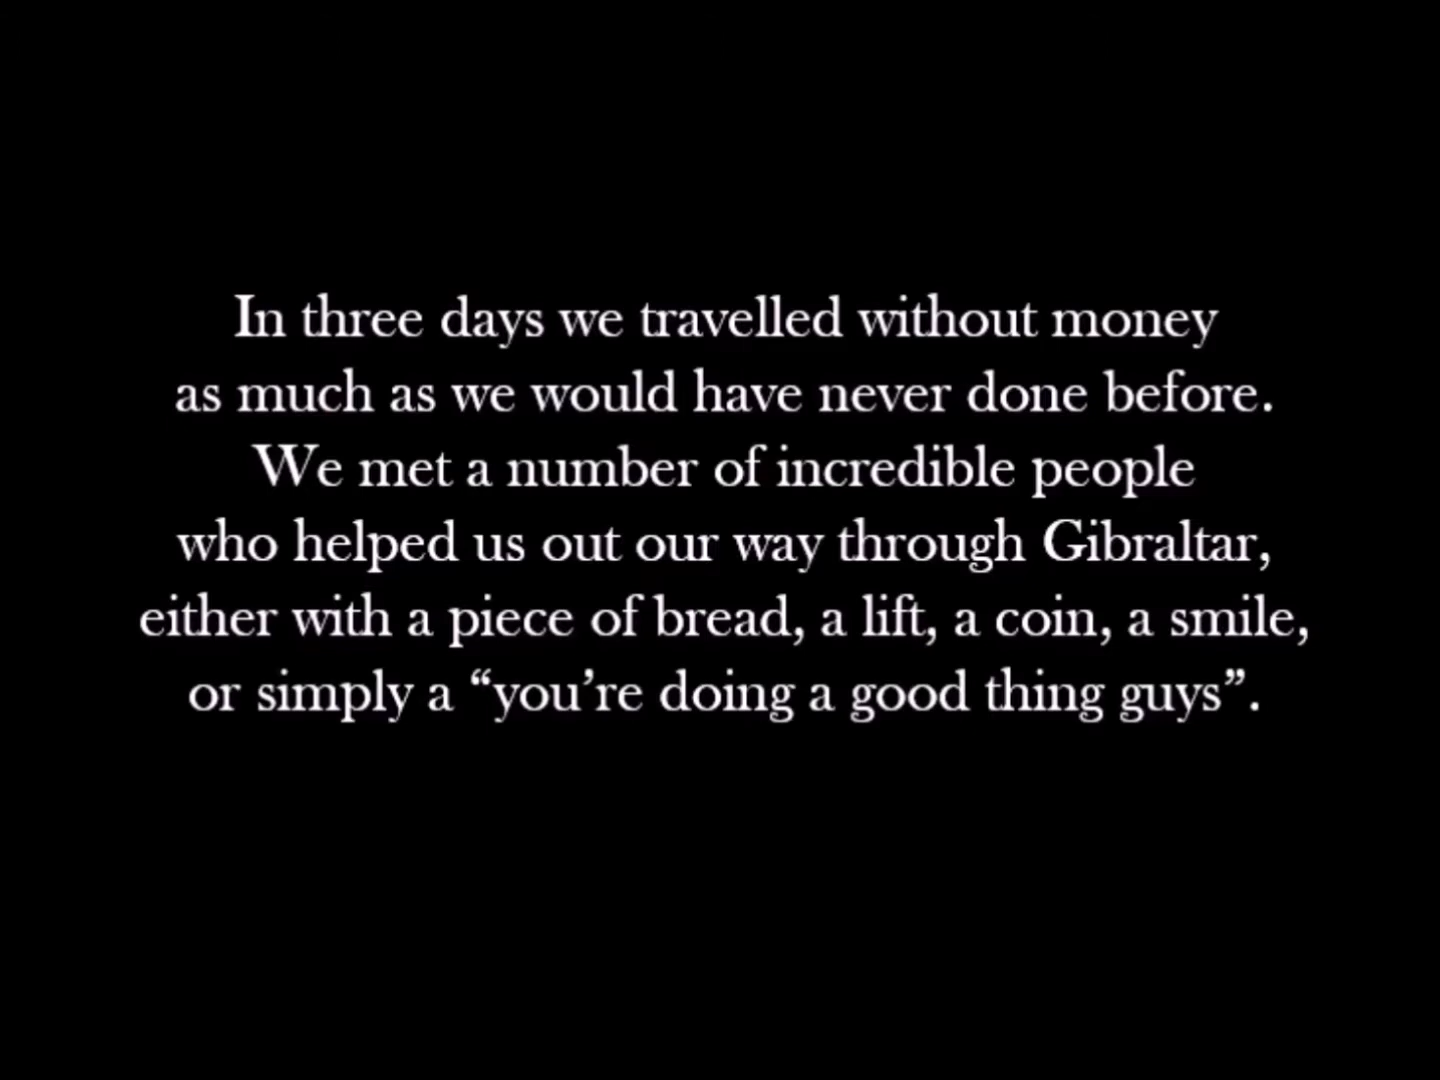 In three days we travelled without money
as much as we would have never done before.
We met a number of incredible people
who helped us out our way through Gibraltar,
either with a piece of bread, a lift, a coin, a smile,
or simply a “you’re doing a good thing guys”.